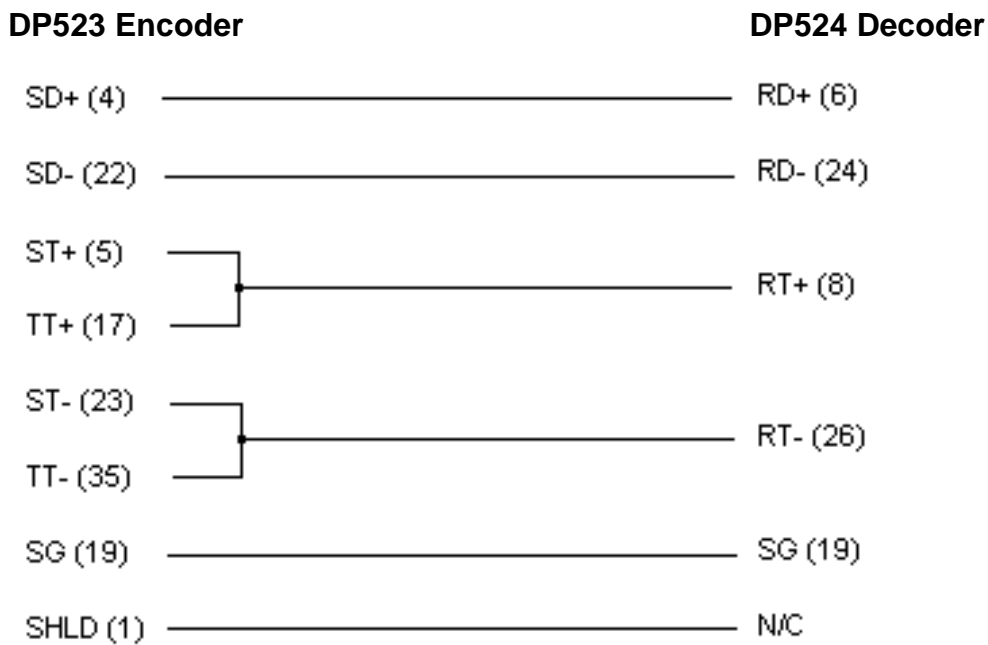 DP523 Encoder DP524 Decoder
SD+ (4) RD+ (6)
SD- (22) RD- (24)
ST+ (5)
RT+ (8)
TT+ (17)
ST- (23)
RT- (26)
TT- (35)
SG (19) SG (19)
SHLD (1) N/C